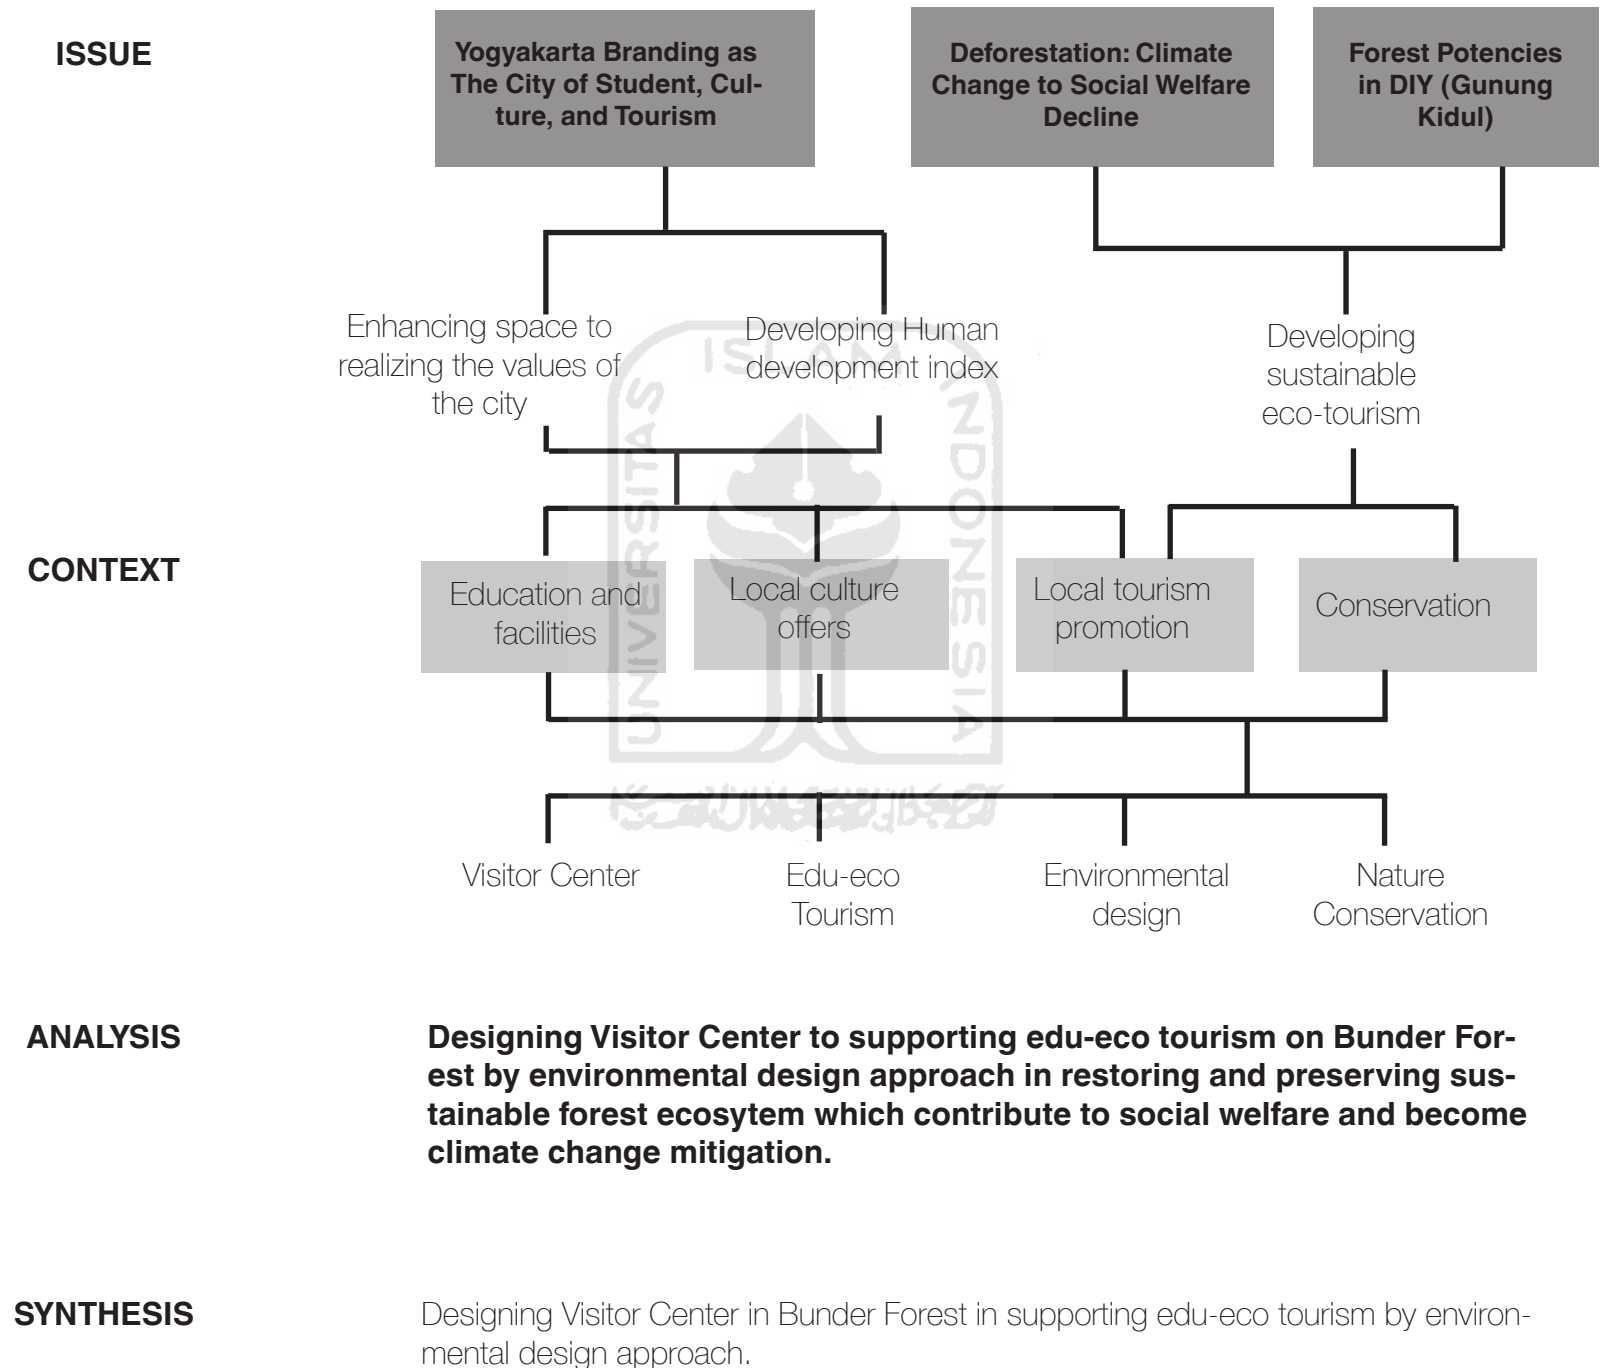 ISSUE
Yogyakarta Branding as
The City of Student, Cul-
ture, and Tourism
Deforestation: Climate
Change to Social Welfare
Decline
Forest Potencies
in DIY (Gunung
Kidul)
Enhancing space to
realizing the values of
the city
Developing Human
development index
Developing
sustainable
eco-tourism
UNIVERSITAS
ISLAM
INDONESIA
CONTEXT
Education and
facilities
Local culture
offers
Local tourism
promotion
Conservation
Visitor Center
Edu-eco
Tourism
Environmental
design
Nature
Conservation
ANALYSIS
Designing Visitor Center to supporting edu-eco tourism on Bunder For-
est by environmental design approach in restoring and preserving sus-
tainable forest ecosytem which contribute to social welfare and become
climate change mitigation.
SYNTHESIS
Designing Visitor Center in Bunder Forest in supporting edu-eco tourism by environ-
mental design approach.